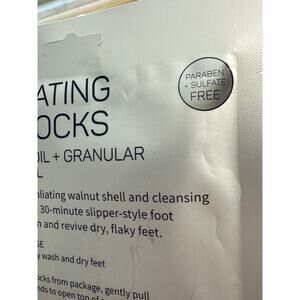 PARABEN
+ SULFATE
FREE
ATING
OCKS
OIL + GRANULAR
L
foliating walnut shell and cleansing
30-minute slipper-style foot
n and revive dry, flaky feet.
SE
y wash and dry feet
ocks from package, gently pull
nds to open top of